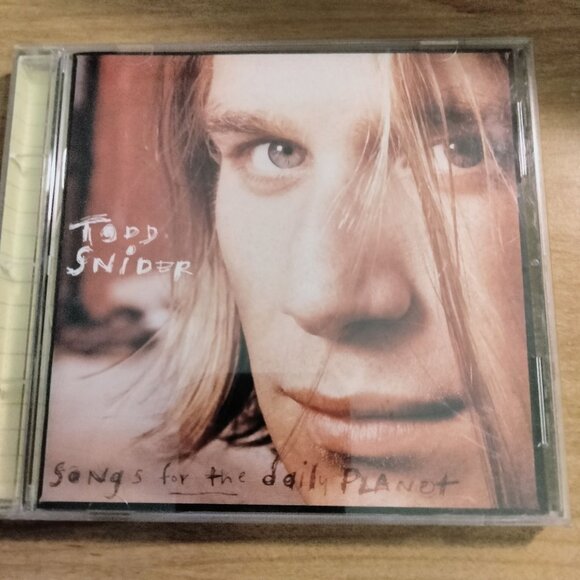 TODD
SNIDER
SONgS for the daily PLANET